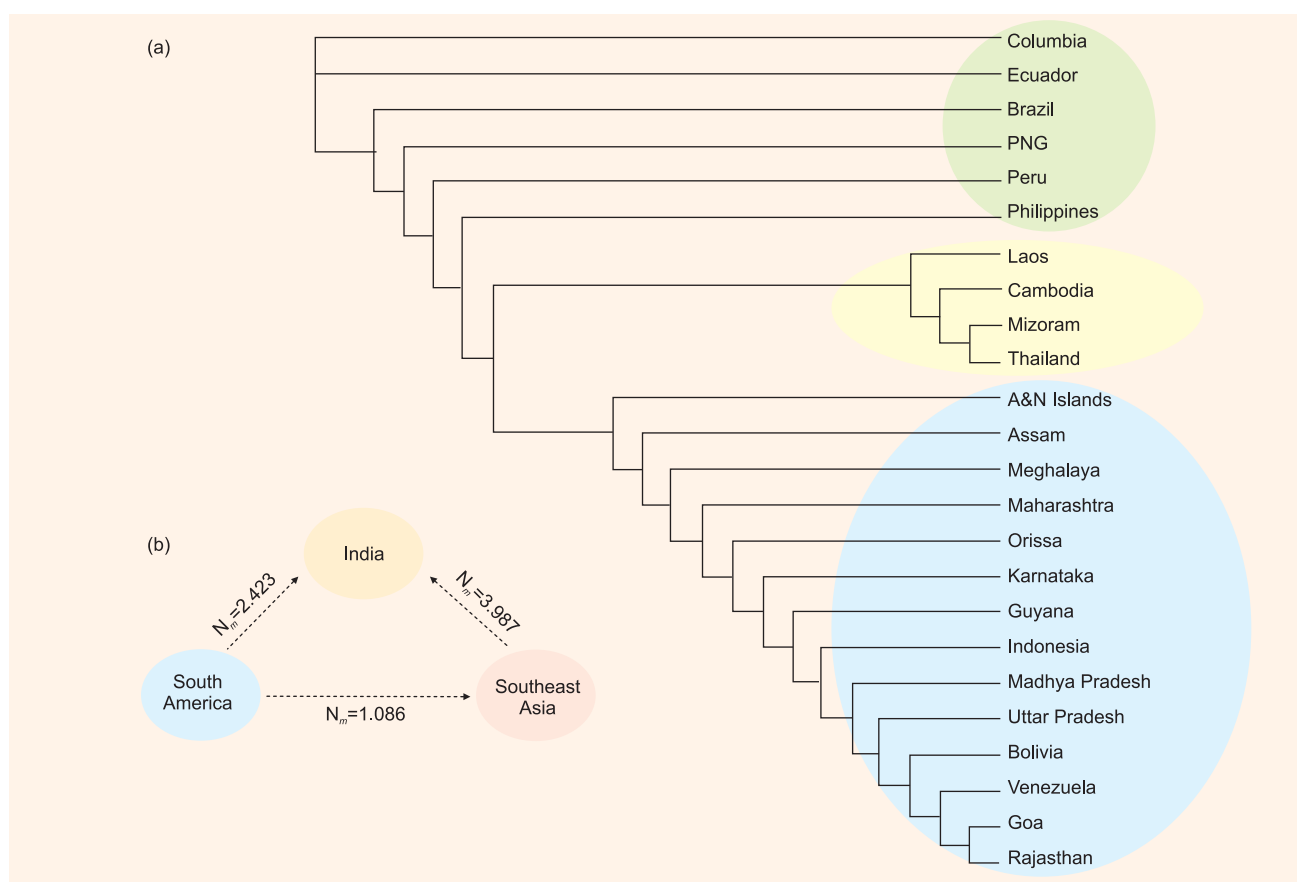 (a)
Columbia
Ecuador
Brazil
PNG
Peru
Philippines
Laos
Cambodia
Mizoram
Thailand
A&N Islands
Assam
Meghalaya
Maharashtra
Orissa
Karnataka
Guyana
Indonesia
Madhya Pradesh
Uttar Pradesh
Bolivia
Venezuela
Goa
Rajasthan
(b)
India
Nm=2.423
Nm=3.987
South
America
Southeast
Asia
Nm=1.086